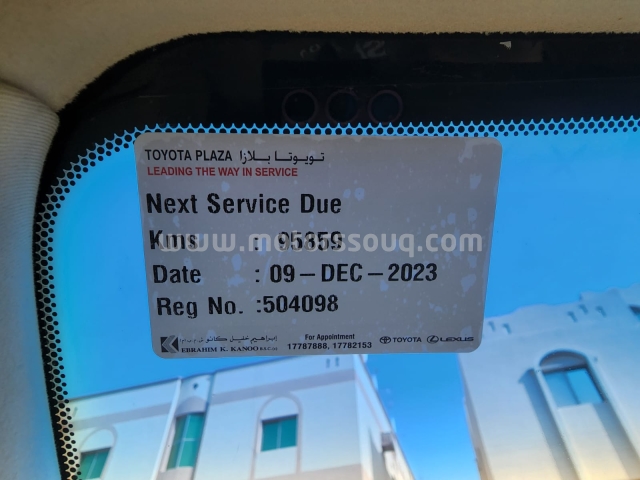 TOYOTA PLAZA تويوتا بلازا
LEADING THE WAY IN SERVICE
Next Service Due
Kms : 95359
www.motorssouq.com
Date : 09-DEC-2023
Reg No. :504098
EBRAHIM K. KANOO B.S.C. (c)
For Appointment
17787888, 17782153
TOYOTA LEXUS